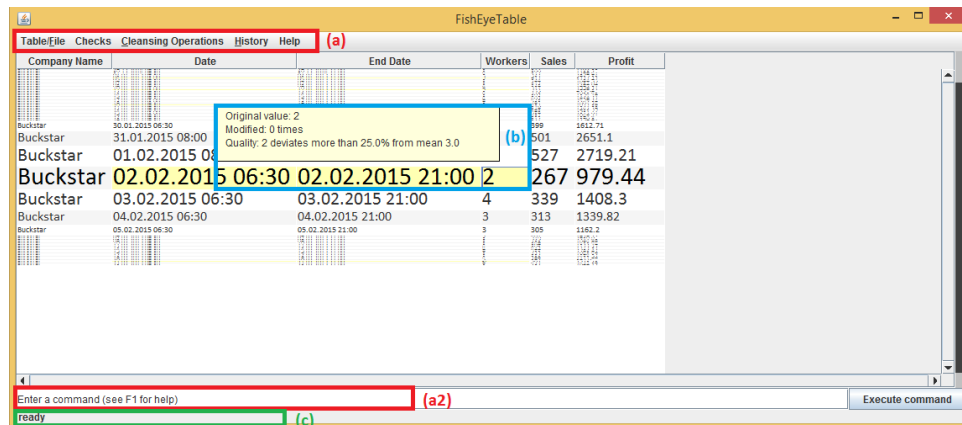 FishEyeTable
Table/File Checks Cleansing Operations History Help (a)
Company Name Date End Date Workers Sales Profit
Buckstar 30.01.2015 06:30 399 1612.71
Original value: 2
Modified: 0 times
Quality: 2 deviates more than 25.0% from mean 3.0
(b)
Buckstar 31.01.2015 08:00 501 2651.1
Buckstar 01.02.2015 08 527 2719.21
Buckstar 02.02.2015 06:30 02.02.2015 21:00 2 267 979.44
Buckstar 03.02.2015 06:30 03.02.2015 21:00 4 339 1408.3
Buckstar 04.02.2015 06:30 04.02.2015 21:00 3 313 1339.82
Buckstar 05.02.2015 06:30 05.02.2015 21:00 3 305 1162.2
Enter a command (see F1 for help) (a2) Execute command
ready (c)